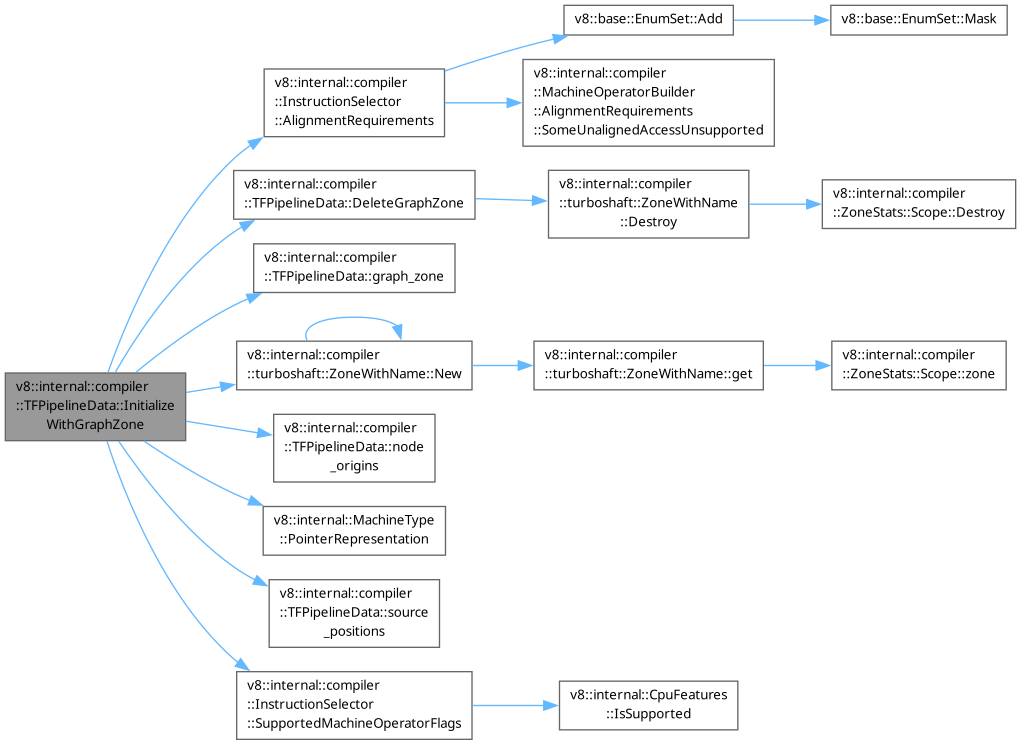 v8::base::EnumSet::Add
v8::base::EnumSet::Mask
v8::internal::compiler
::InstructionSelector
::AlignmentRequirements
v8::internal::compiler
::MachineOperatorBuilder
::AlignmentRequirements
::SomeUnalignedAccessUnsupported
v8::internal::compiler
::TFPipelineData::DeleteGraphZone
v8::internal::compiler
::turboshaft::ZoneWithName
::Destroy
v8::internal::compiler
::ZoneStats::Scope::Destroy
v8::internal::compiler
::TFPipelineData::graph_zone
v8::internal::compiler
::TFPipelineData::Initialize
WithGraphZone
v8::internal::compiler
::turboshaft::ZoneWithName::New
v8::internal::compiler
::turboshaft::ZoneWithName::get
v8::internal::compiler
::ZoneStats::Scope::zone
v8::internal::compiler
::TFPipelineData::node
_origins
v8::internal::MachineType
::PointerRepresentation
v8::internal::compiler
::TFPipelineData::source
_positions
v8::internal::compiler
::InstructionSelector
::SupportedMachineOperatorFlags
v8::internal::CpuFeatures
::IsSupported